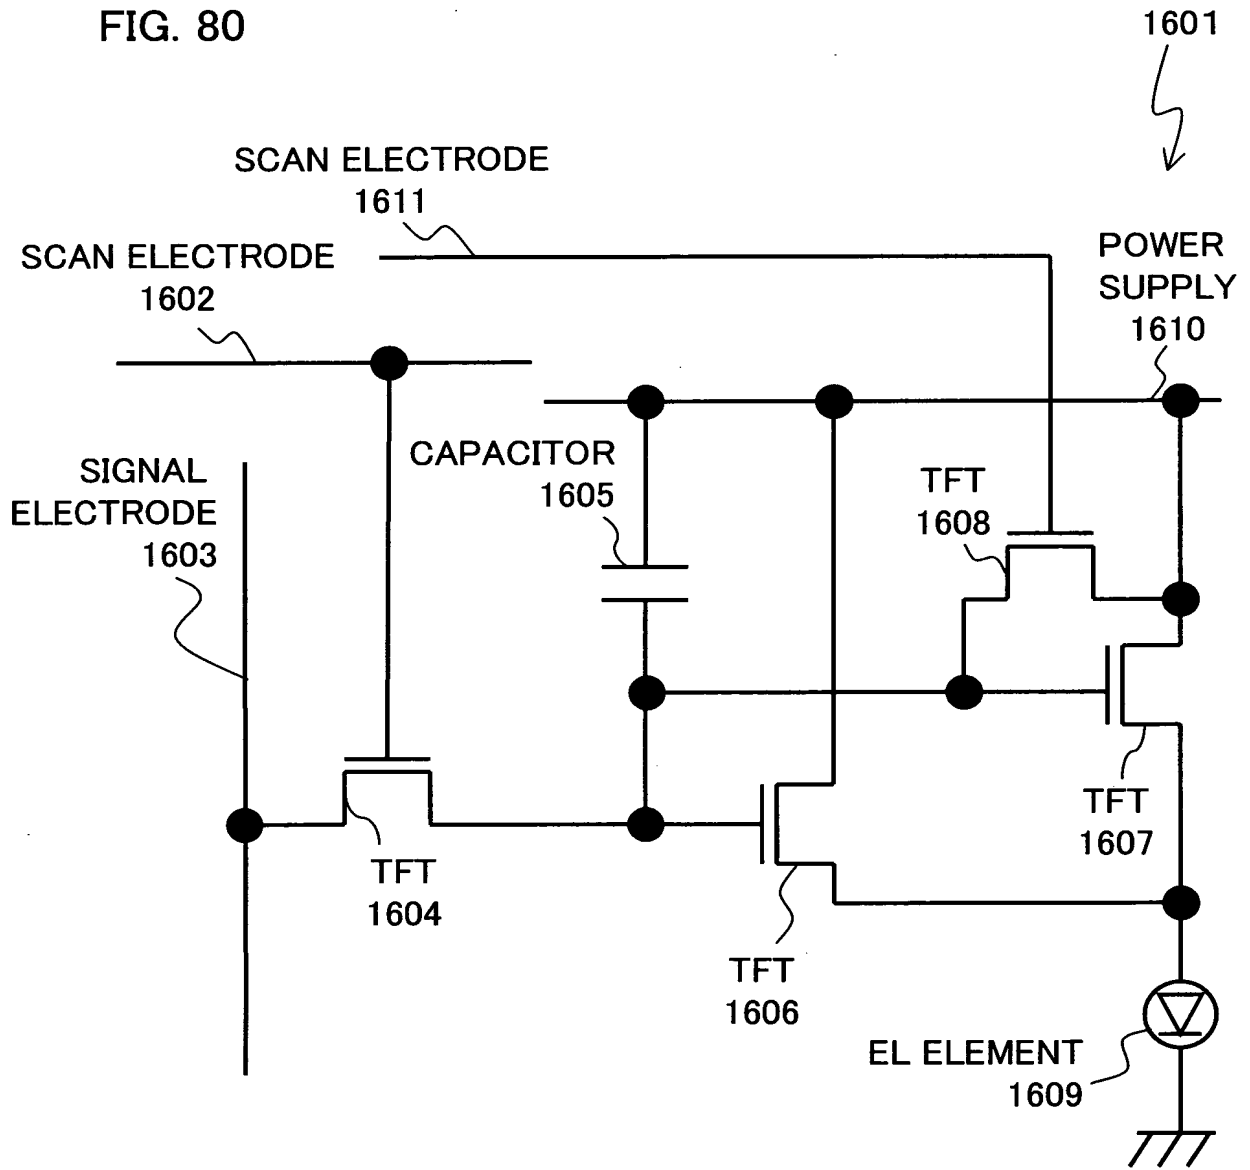 FIG. 80
1601
SCAN ELECTRODE
1611
SCAN ELECTRODE
1602
POWER
SUPPLY
1610
SIGNAL
ELECTRODE
1603
CAPACITOR
1605
TFT
1608
TFT
1607
TFT
1604
TFT
1606
EL ELEMENT
1609